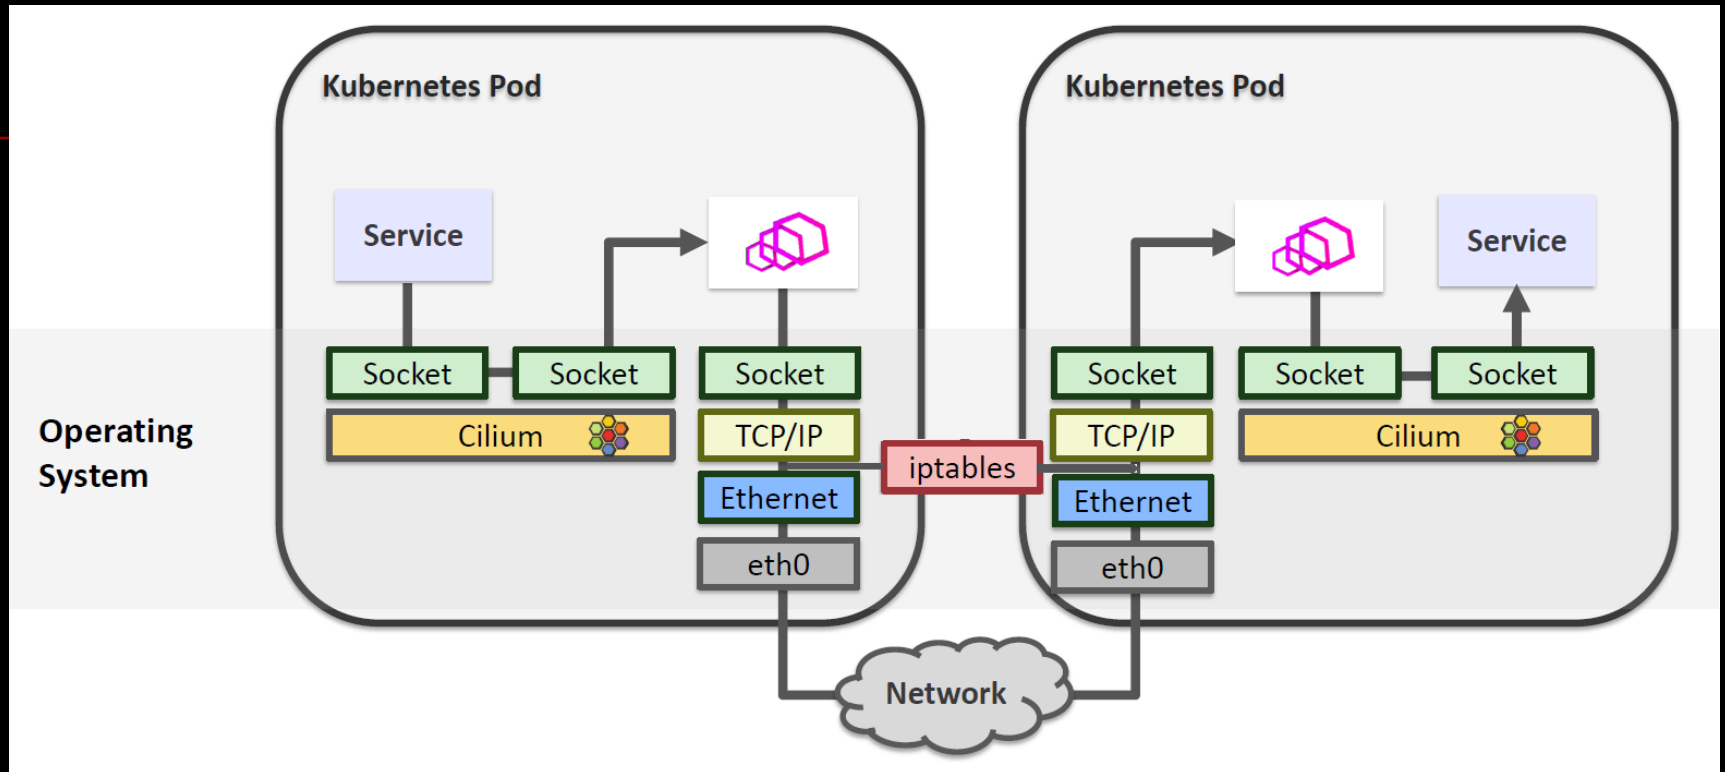 Kubernetes Pod
Kubernetes Pod
Service
Service
Socket
Socket
Socket
Socket
Socket
Socket
Operating
System
Cilium
TCP/IP
TCP/IP
Cilium
iptables
Ethernet
Ethernet
eth0
eth0
Network